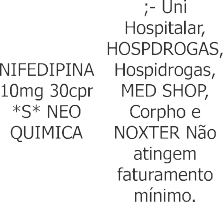 NIFEDIPINA
10mg 30cpr
*S* NEO
QUIMICA
;- Uni
Hospitalar,
HOSPDROGAS,
Hospidrogas,
MED SHOP,
Corpho e
NOXTER Não
atingem
faturamento
mínimo.